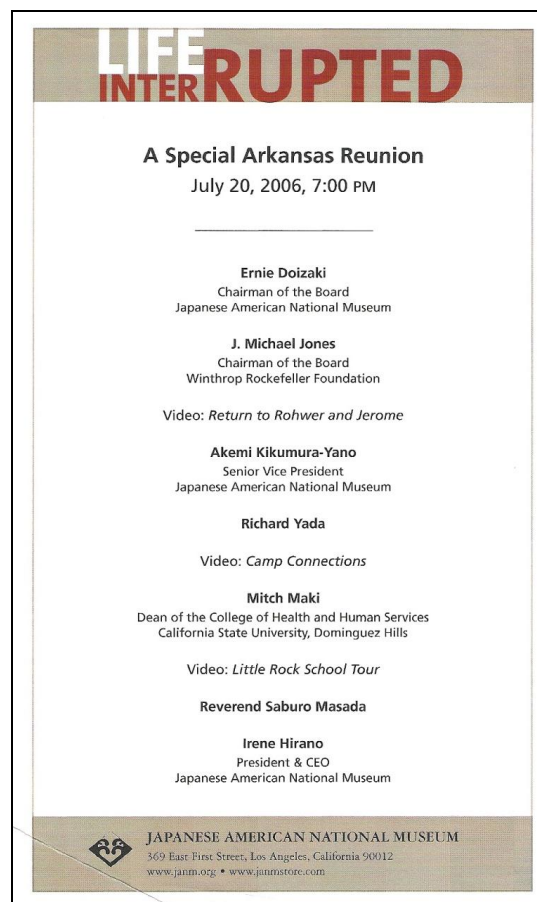 LIFE
INTERRUPTED
A Special Arkansas Reunion
July 20, 2006, 7:00 PM
Ernie Doizaki
Chairman of the Board
Japanese American National Museum
J. Michael Jones
Chairman of the Board
Winthrop Rockefeller Foundation
Video: Return to Rohwer and Jerome
Akemi Kikumura-Yano
Senior Vice President
Japanese American National Museum
Richard Yada
Video: Camp Connections
Mitch Maki
Dean of the College of Health and Human Services
California State University, Dominguez Hills
Video: Little Rock School Tour
Reverend Saburo Masada
Irene Hirano
President & CEO
Japanese American National Museum
JAPANESE AMERICAN NATIONAL MUSEUM
369 East First Street, Los Angeles, California 90012
www.janm.org • www.janmstore.com